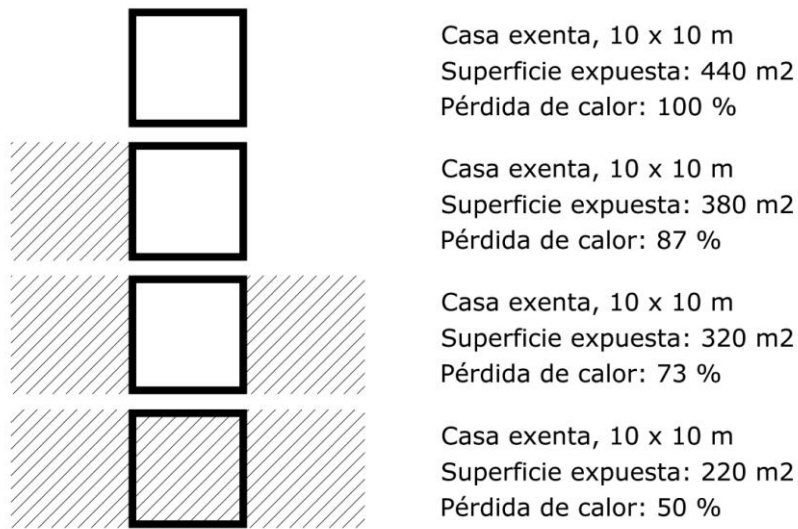 Casa exenta, 10 x 10 m
Superficie expuesta: 440 m2
Pérdida de calor: 100 %
Casa exenta, 10 x 10 m
Superficie expuesta: 380 m2
Pérdida de calor: 87 %
Casa exenta, 10 x 10 m
Superficie expuesta: 320 m2
Pérdida de calor: 73 %
Casa exenta, 10 x 10 m
Superficie expuesta: 220 m2
Pérdida de calor: 50 %